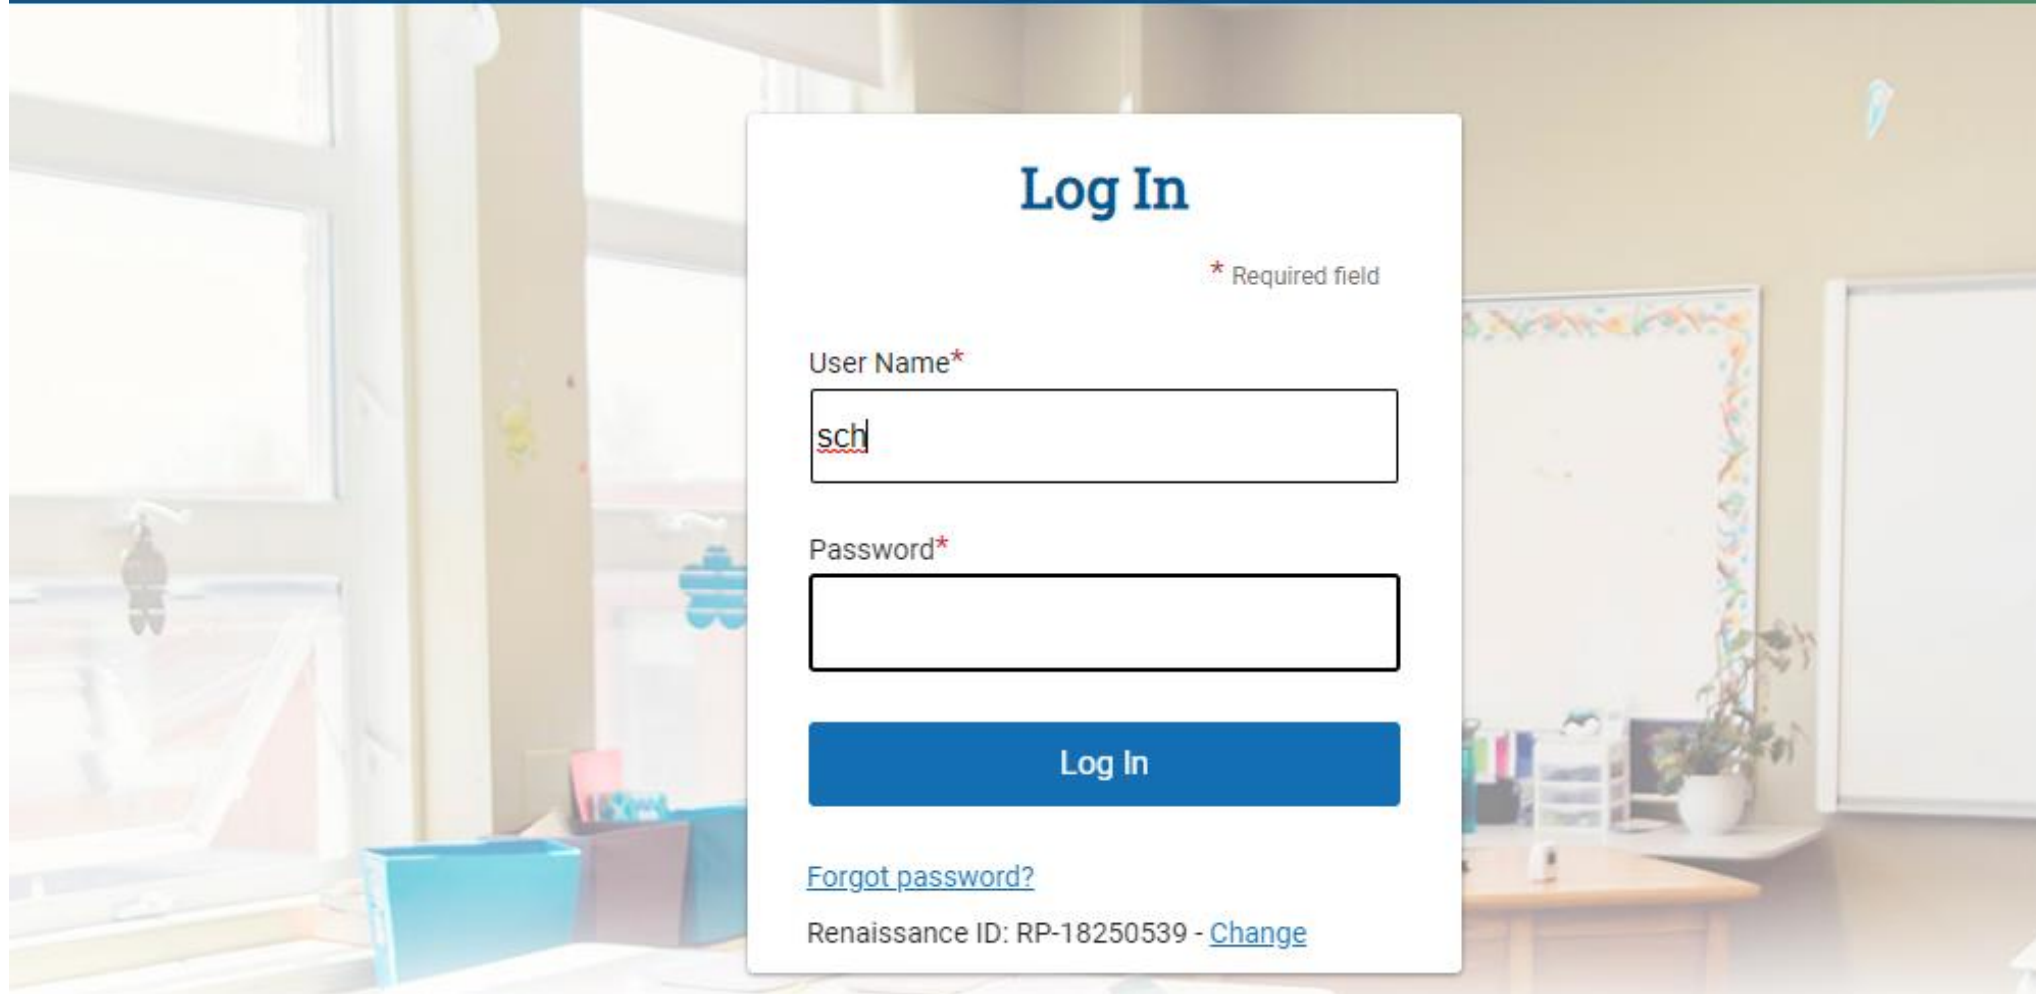 Log In
* Required field
User Name*
sch
Password*
Log In
Forgot password?
Renaissance ID: RP-18250539 - Change